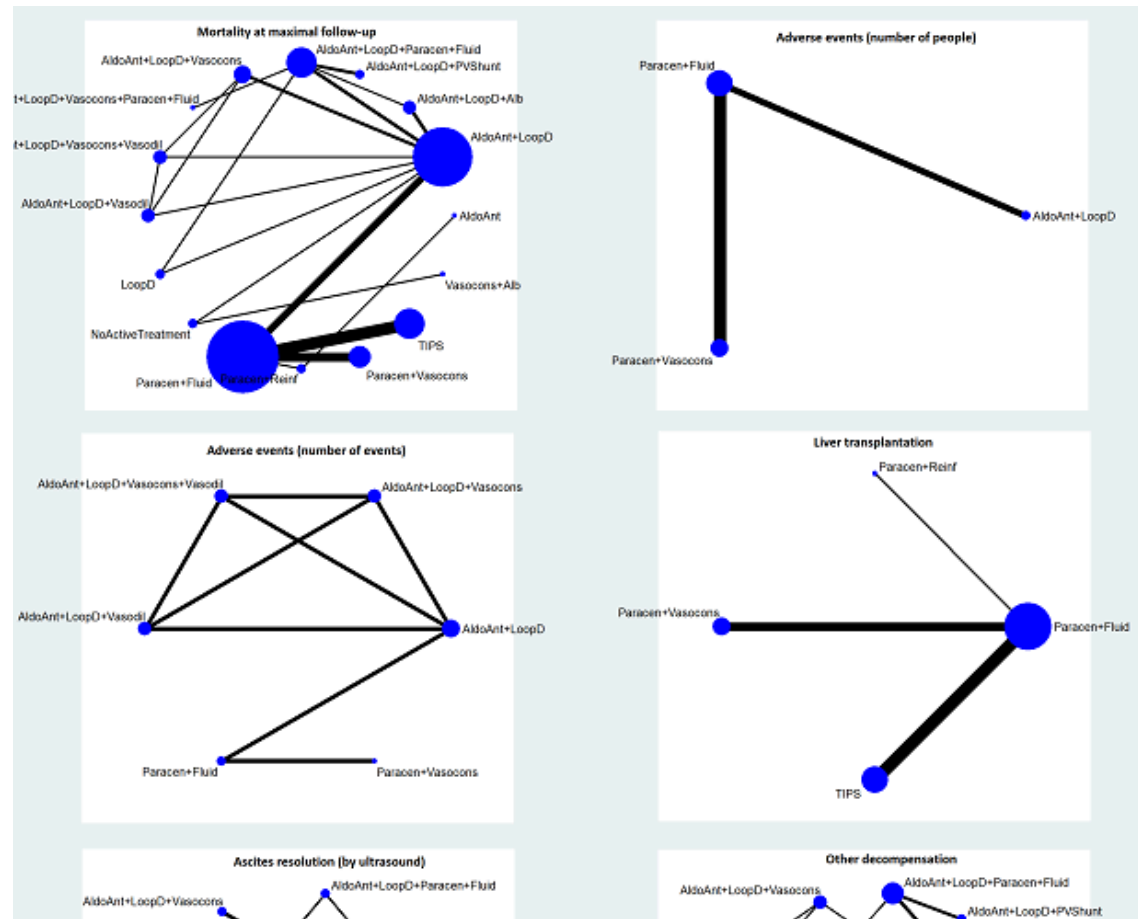 Mortality at maximal follow-up
AldoAnt+LoopD+Paracen+Fluid
AldoAnt+LoopD+Vasocons
AldoAnt+LoopD+PVShunt
t+LoopD+Vasocons+Paracen+Fluid
AldoAnt+LoopD+Alb
AldoAnt+LoopD
t+LoopD+Vasocons+Vasodil
AldoAnt+LoopD+Vasodil
AldoAnt
LoopD
Vasocons+Alb
NoActiveTreatment
TIPS
Paracen+Fluid
Paracen+Reinf
Paracen+Vasocons
Adverse events (number of people)
Paracen+Fluid
AldoAnt+LoopD
Paracen+Vasocons
Adverse events (number of events)
AldoAnt+LoopD+Vasocons+Vasodil
AldoAnt+LoopD+Vasocons
AldoAnt+LoopD+Vasodil
AldoAnt+LoopD
Paracen+Fluid
Paracen+Vasocons
Liver transplantation
Paracen+Reinf
Paracen+Vasocons
Paracen+Fluid
TIPS
Ascites resolution (by ultrasound)
AldoAnt+LoopD+Paracen+Fluid
AldoAnt+LoopD+Vasocons
Other decompensation
AldoAnt+LoopD+Paracen+Fluid
AldoAnt+LoopD+Vasocons
AldoAnt+LoopD+PVShunt